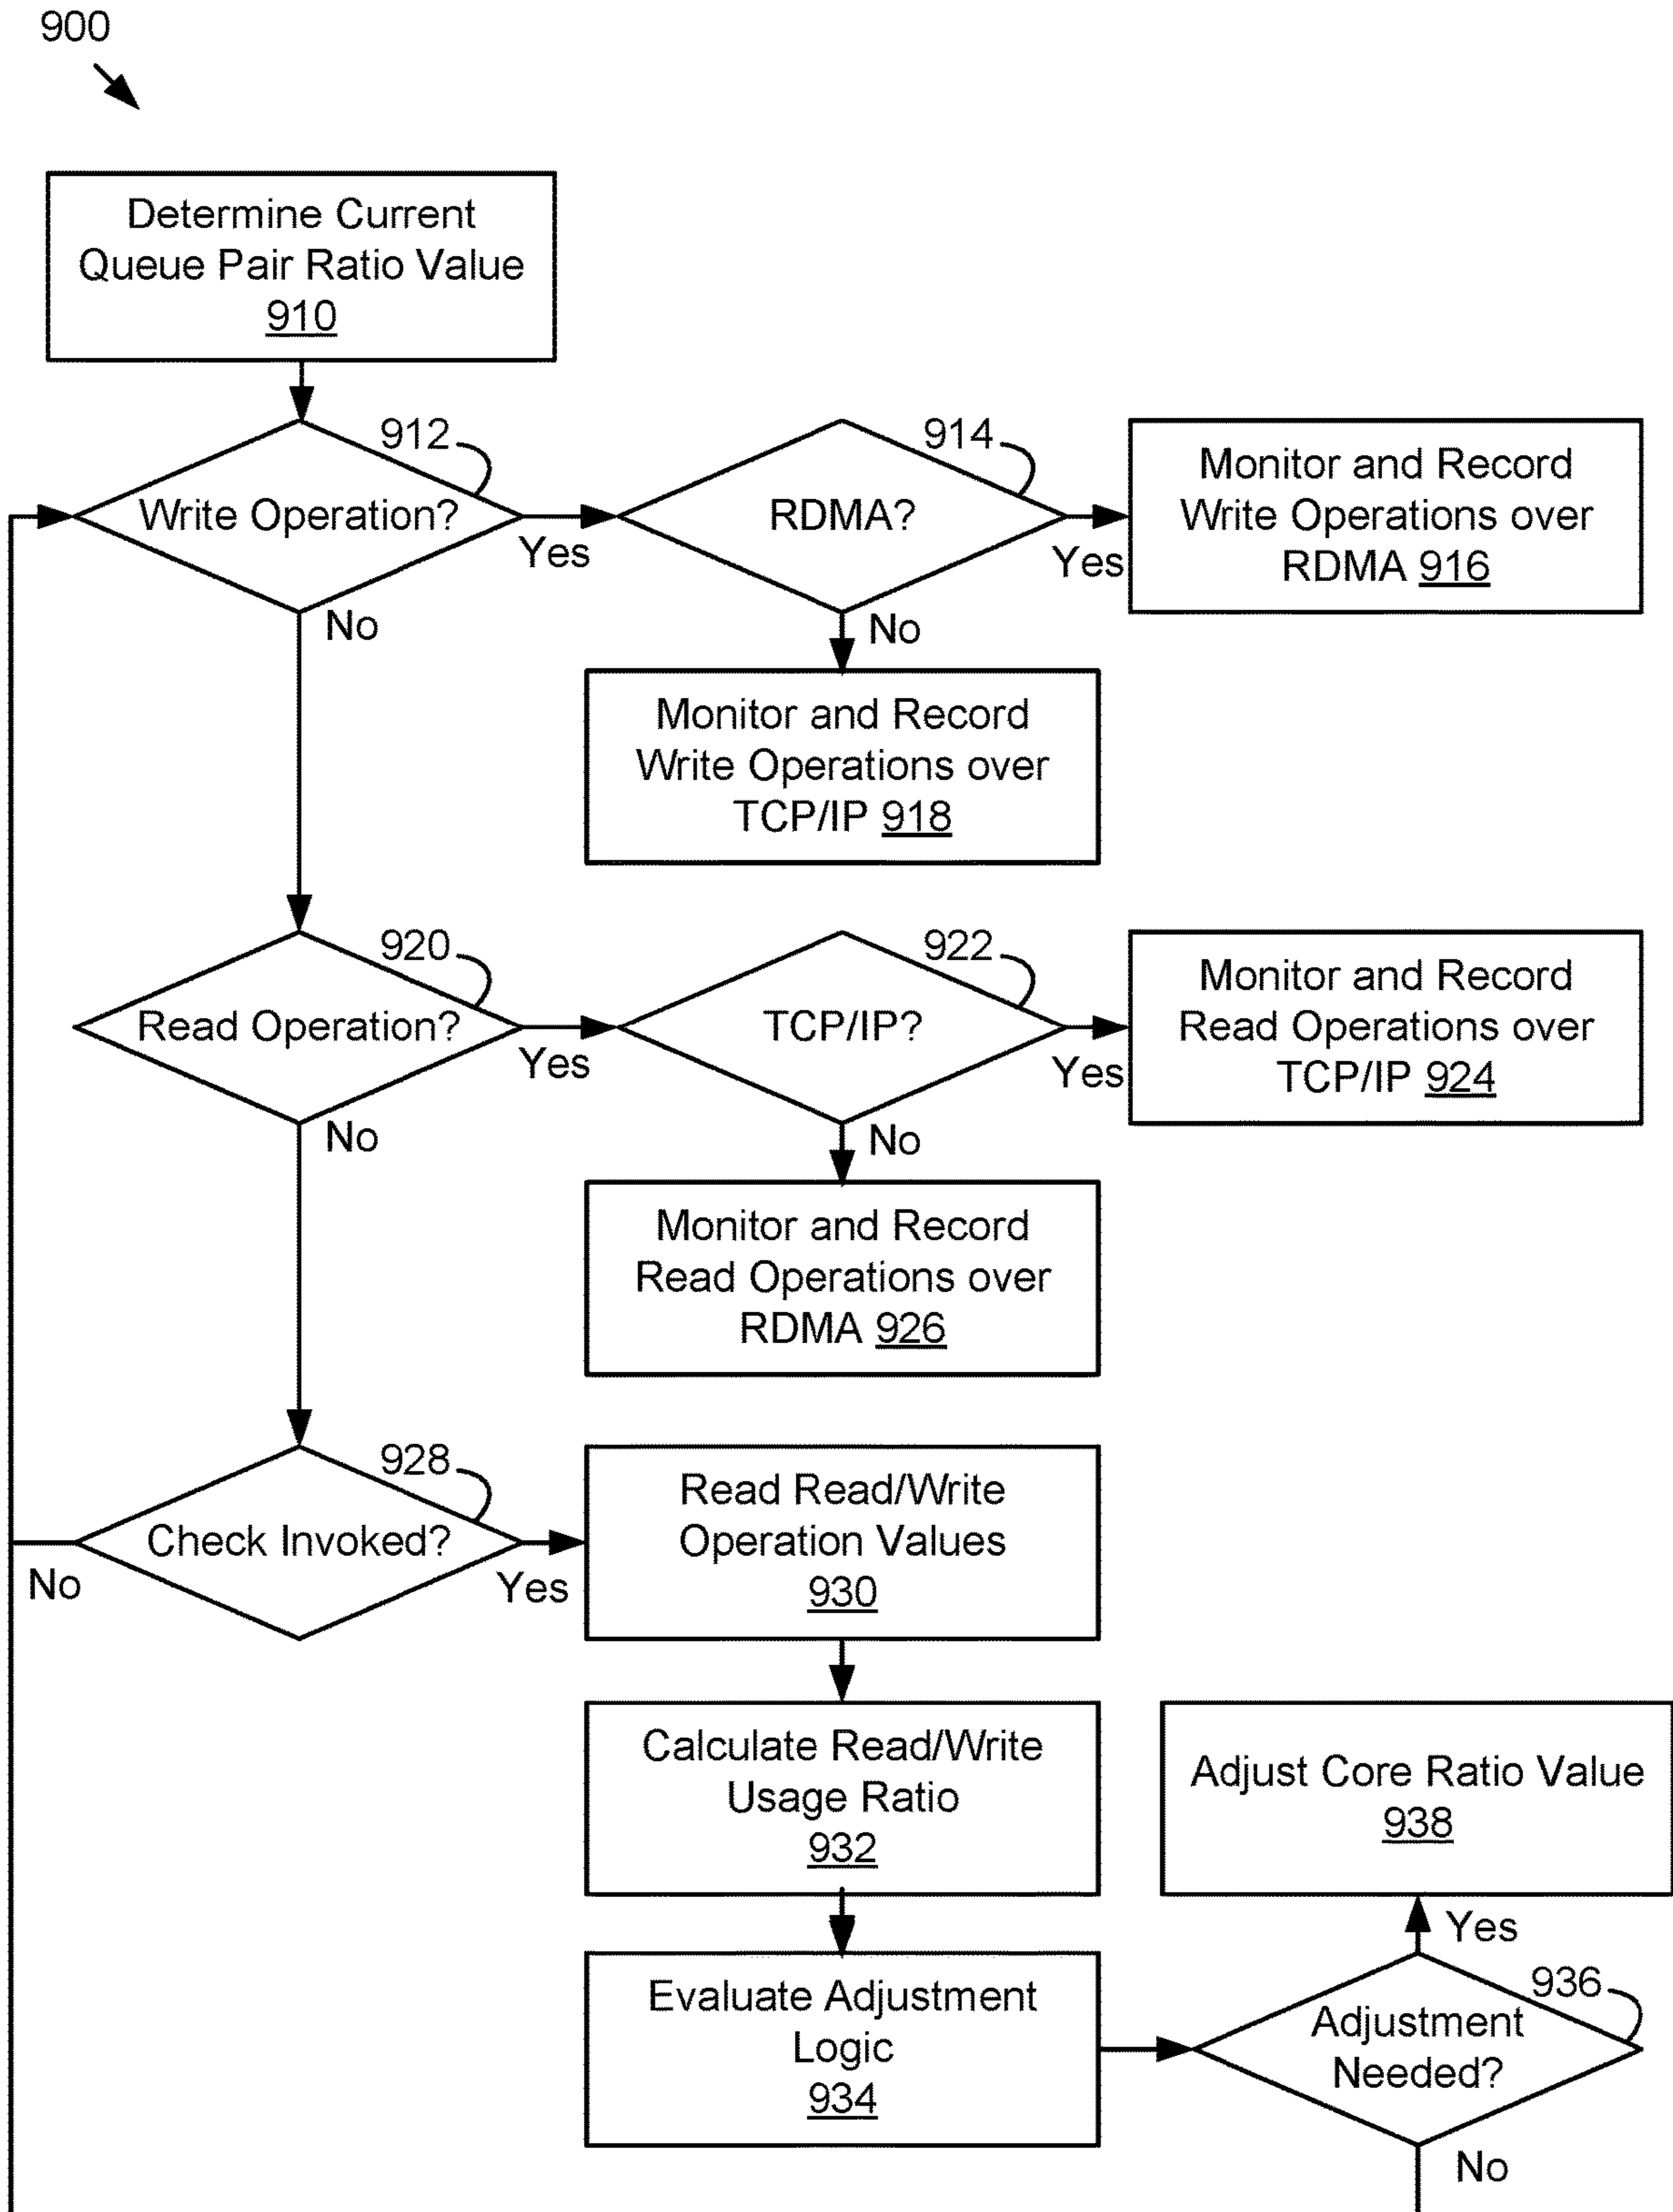 900
Determine Current
Queue Pair Ratio Value
910
912
Write Operation?
Yes
No
914
RDMA?
Yes
No
Monitor and Record
Write Operations over
RDMA 916
Monitor and Record
Write Operations over
TCP/IP 918
920
Read Operation?
Yes
No
922
TCP/IP?
Yes
No
Monitor and Record
Read Operations over
TCP/IP 924
Monitor and Record
Read Operations over
RDMA 926
928
Check Invoked?
No
Yes
Read Read/Write
Operation Values
930
Calculate Read/Write
Usage Ratio
932
Evaluate Adjustment
Logic
934
936
Adjustment
Needed?
Yes
No
Adjust Core Ratio Value
938